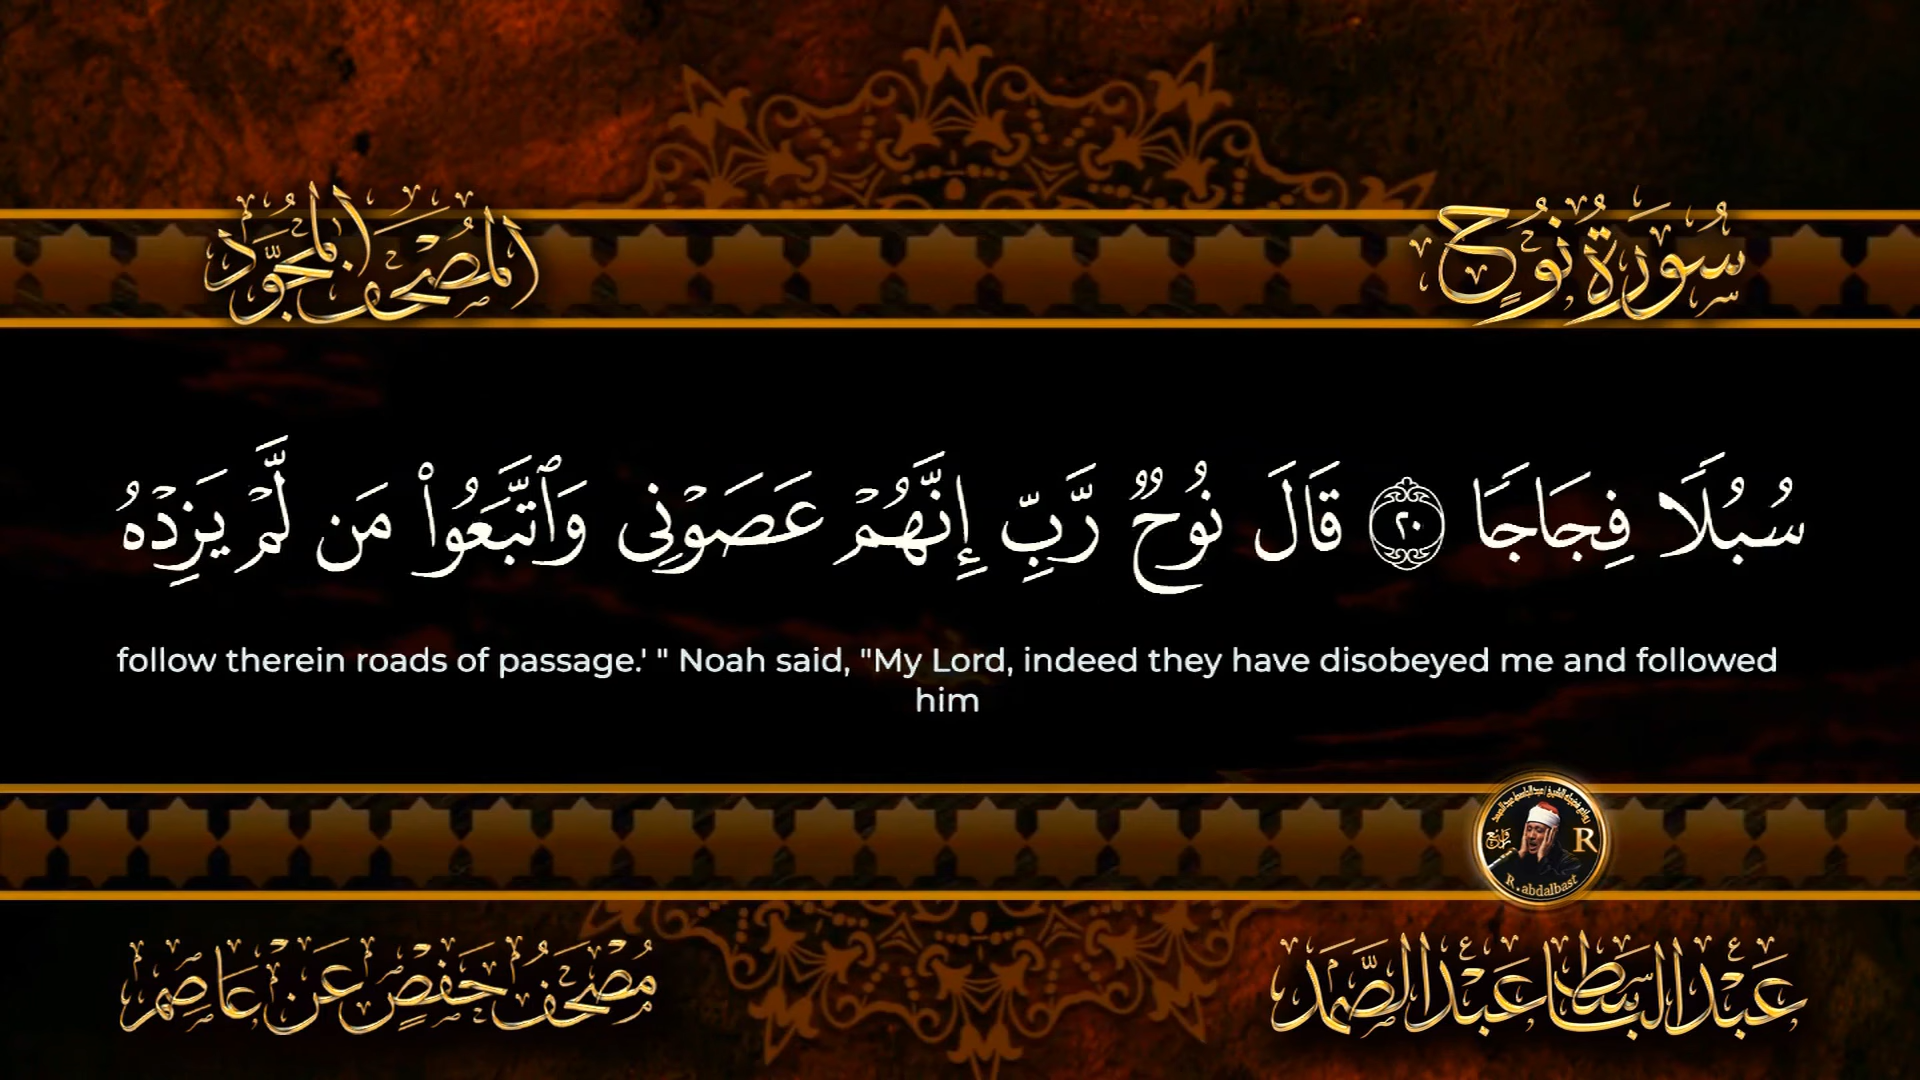 المصحف المجود
سورة نوح
سُبُلًا فِجَاجًا ٢٠ قَالَ نُوحٌ رَّبِّ إِنَّهُمْ عَصَوْنِى وَٱتَّبَعُوا۟ مَن لَّمْ يَزِدْهُ
follow therein roads of passage.' " Noah said, "My Lord, indeed they have disobeyed me and followed
him
R
R.abdalbast
مصحف حفص عن عاصم
عبد الباسط عبد الصمد